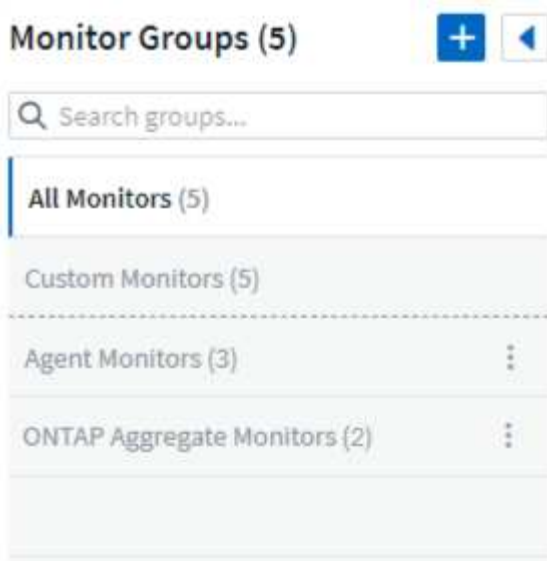 Monitor Groups (5)
Search groups...
All Monitors (5)
Custom Monitors (5)
Agent Monitors (3)
ONTAP Aggregate Monitors (2)